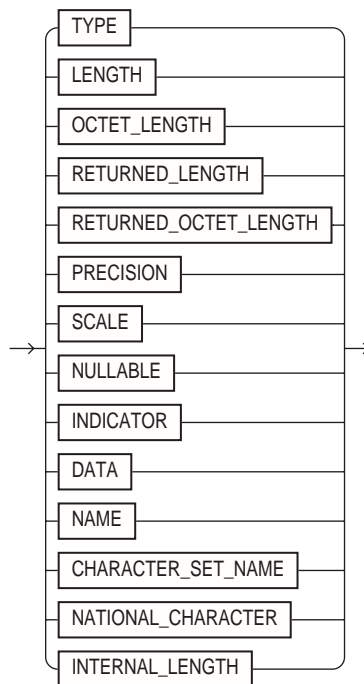 TYPE
LENGTH
OCTET_LENGTH
RETURNED_LENGTH
RETURNED_OCTET_LENGTH
PRECISION
SCALE
NULLABLE
INDICATOR
DATA
NAME
CHARACTER_SET_NAME
NATIONAL_CHARACTER
INTERNAL_LENGTH